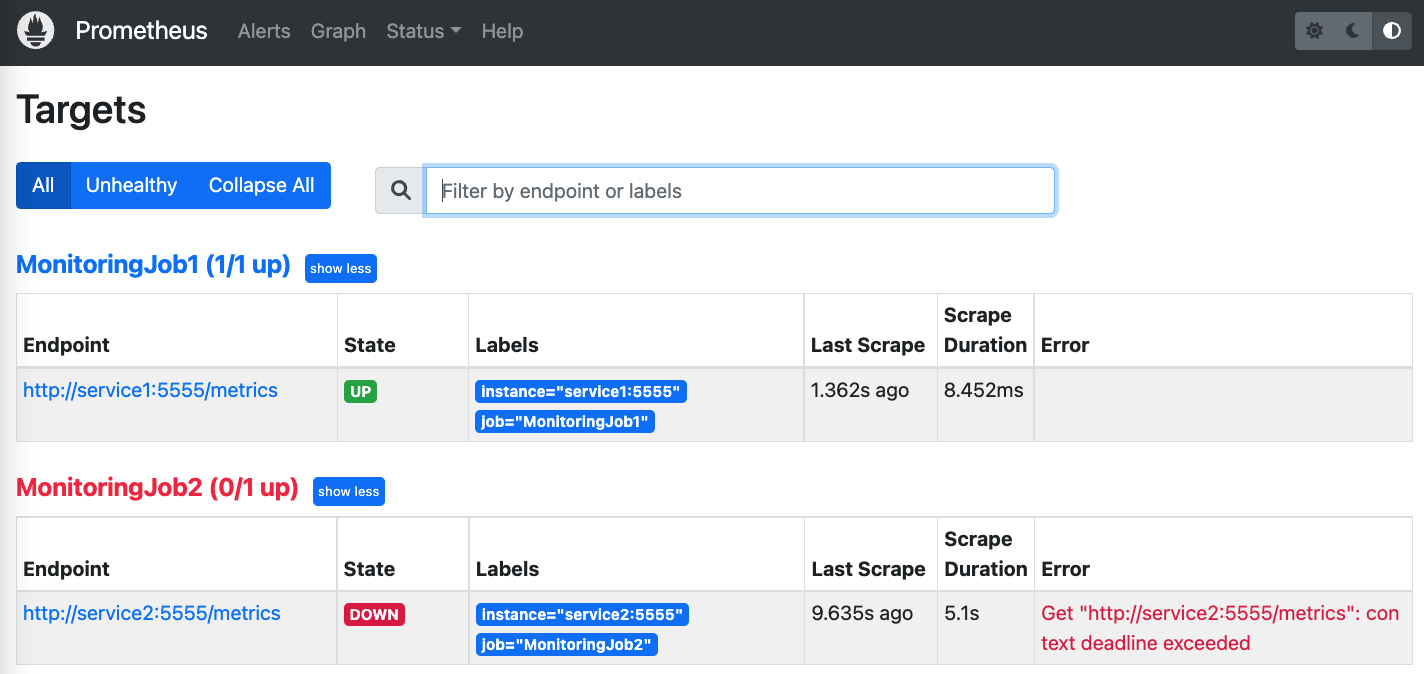 Prometheus Alerts Graph Status Help
Targets
All Unhealthy Collapse All
Filter by endpoint or labels
MonitoringJob1 (1/1 up) show less
Endpoint State Labels Last Scrape Scrape Duration Error
http://service1:5555/metrics UP instance="service1:5555" 1.362s ago 8.452ms
job="MonitoringJob1"
MonitoringJob2 (0/1 up) show less
Endpoint State Labels Last Scrape Scrape Duration Error
http://service2:5555/metrics DOWN instance="service2:5555" 9.635s ago 5.1s Get "http://service2:5555/metrics": con
job="MonitoringJob2" text deadline exceeded